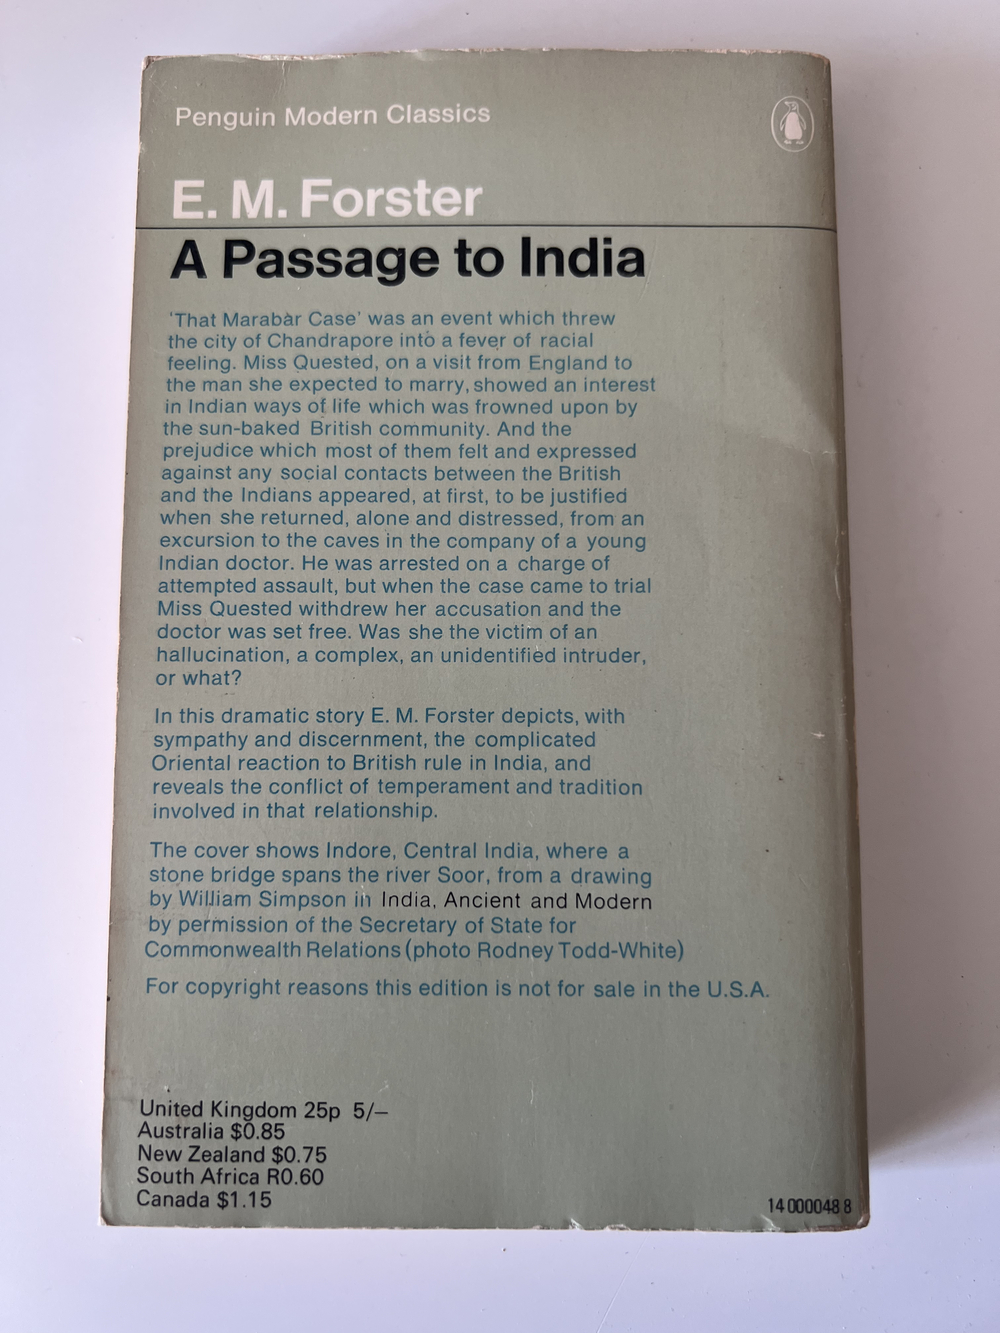 Penguin Modern Classics
E. M. Forster
A Passage to India
'That Marabar Case' was an event which threw
the city of Chandrapore into a fever of racial
feeling. Miss Quested, on a visit from England to
the man she expected to marry, showed an interest
in Indian ways of life which was frowned upon by
the sun-baked British community. And the
prejudice which most of them felt and expressed
against any social contacts between the British
and the Indians appeared, at first, to be justified
when she returned, alone and distressed, from an
excursion to the caves in the company of a young
Indian doctor. He was arrested on a charge of
attempted assault, but when the case came to trial
Miss Quested withdrew her accusation and the
doctor was set free. Was she the victim of an
hallucination, a complex, an unidentified intruder,
or what?
In this dramatic story E. M. Forster depicts, with
sympathy and discernment, the complicated
Oriental reaction to British rule in India, and
reveals the conflict of temperament and tradition
involved in that relationship.
The cover shows Indore, Central India, where a
stone bridge spans the river Soor, from a drawing
by William Simpson in India, Ancient and Modern
by permission of the Secretary of State for
Commonwealth Relations (photo Rodney Todd-White)
For copyright reasons this edition is not for sale in the U.S.A.
United Kingdom 25p 5/–
Australia $0.85
New Zealand $0.75
South Africa R0.60
Canada $1.15
14 000048 8